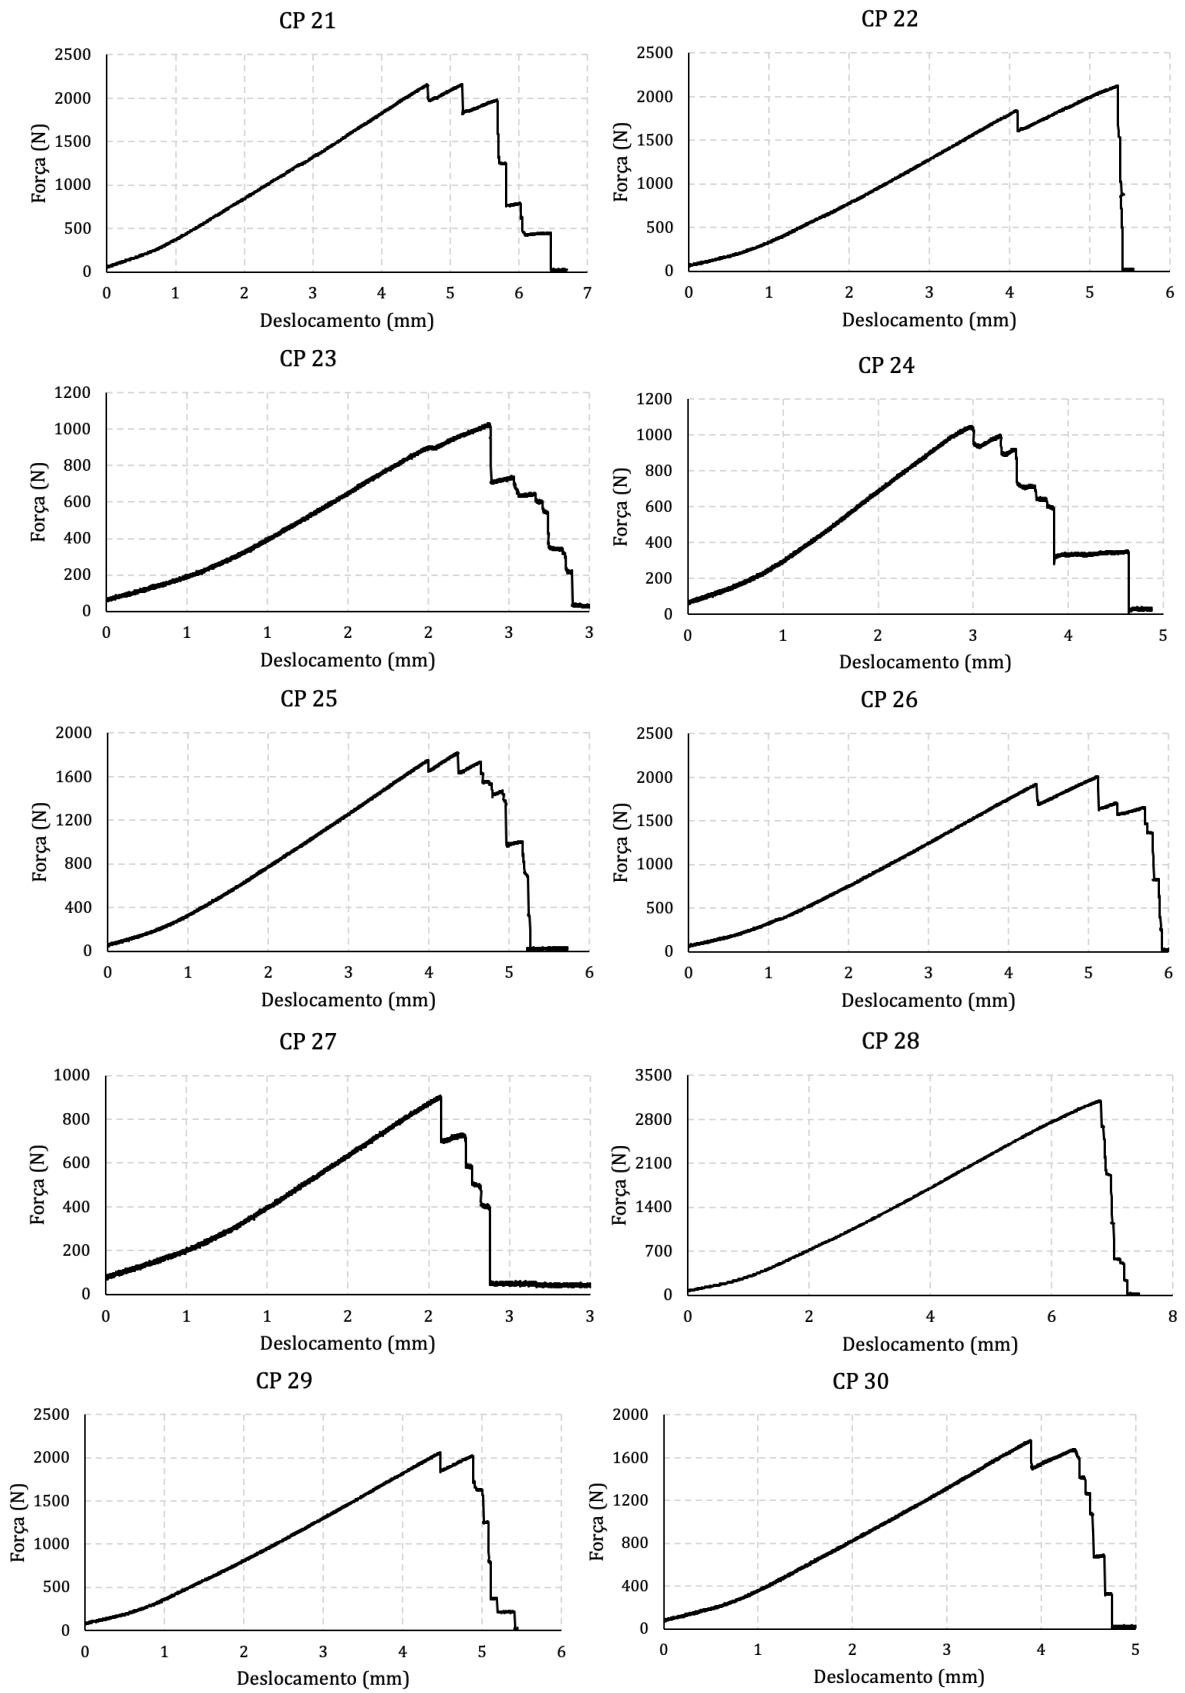 CP 21
Força (N)
2500
2000
1500
1000
500
0
0 1 2 3 4 5 6 7
Deslocamento (mm)
CP 22
Força (N)
2500
2000
1500
1000
500
0
0 1 2 3 4 5 6
Deslocamento (mm)
CP 23
Força (N)
1200
1000
800
600
400
200
0
0 1 1 2 2 3 3
Deslocamento (mm)
CP 24
Força (N)
1200
1000
800
600
400
200
0
0 1 2 3 4 5
Deslocamento (mm)
CP 25
Força (N)
2000
1600
1200
800
400
0
0 1 2 3 4 5 6
Deslocamento (mm)
CP 26
Força (N)
2500
2000
1500
1000
500
0
0 1 2 3 4 5 6
Deslocamento (mm)
CP 27
Força (N)
1000
800
600
400
200
0
0 1 1 2 2 3 3
Deslocamento (mm)
CP 28
Força (N)
3500
2800
2100
1400
700
0
0 2 4 6 8
Deslocamento (mm)
CP 29
Força (N)
2500
2000
1500
1000
500
0
0 1 2 3 4 5 6
Deslocamento (mm)
CP 30
Força (N)
2000
1600
1200
800
400
0
0 1 2 3 4 5
Deslocamento (mm)